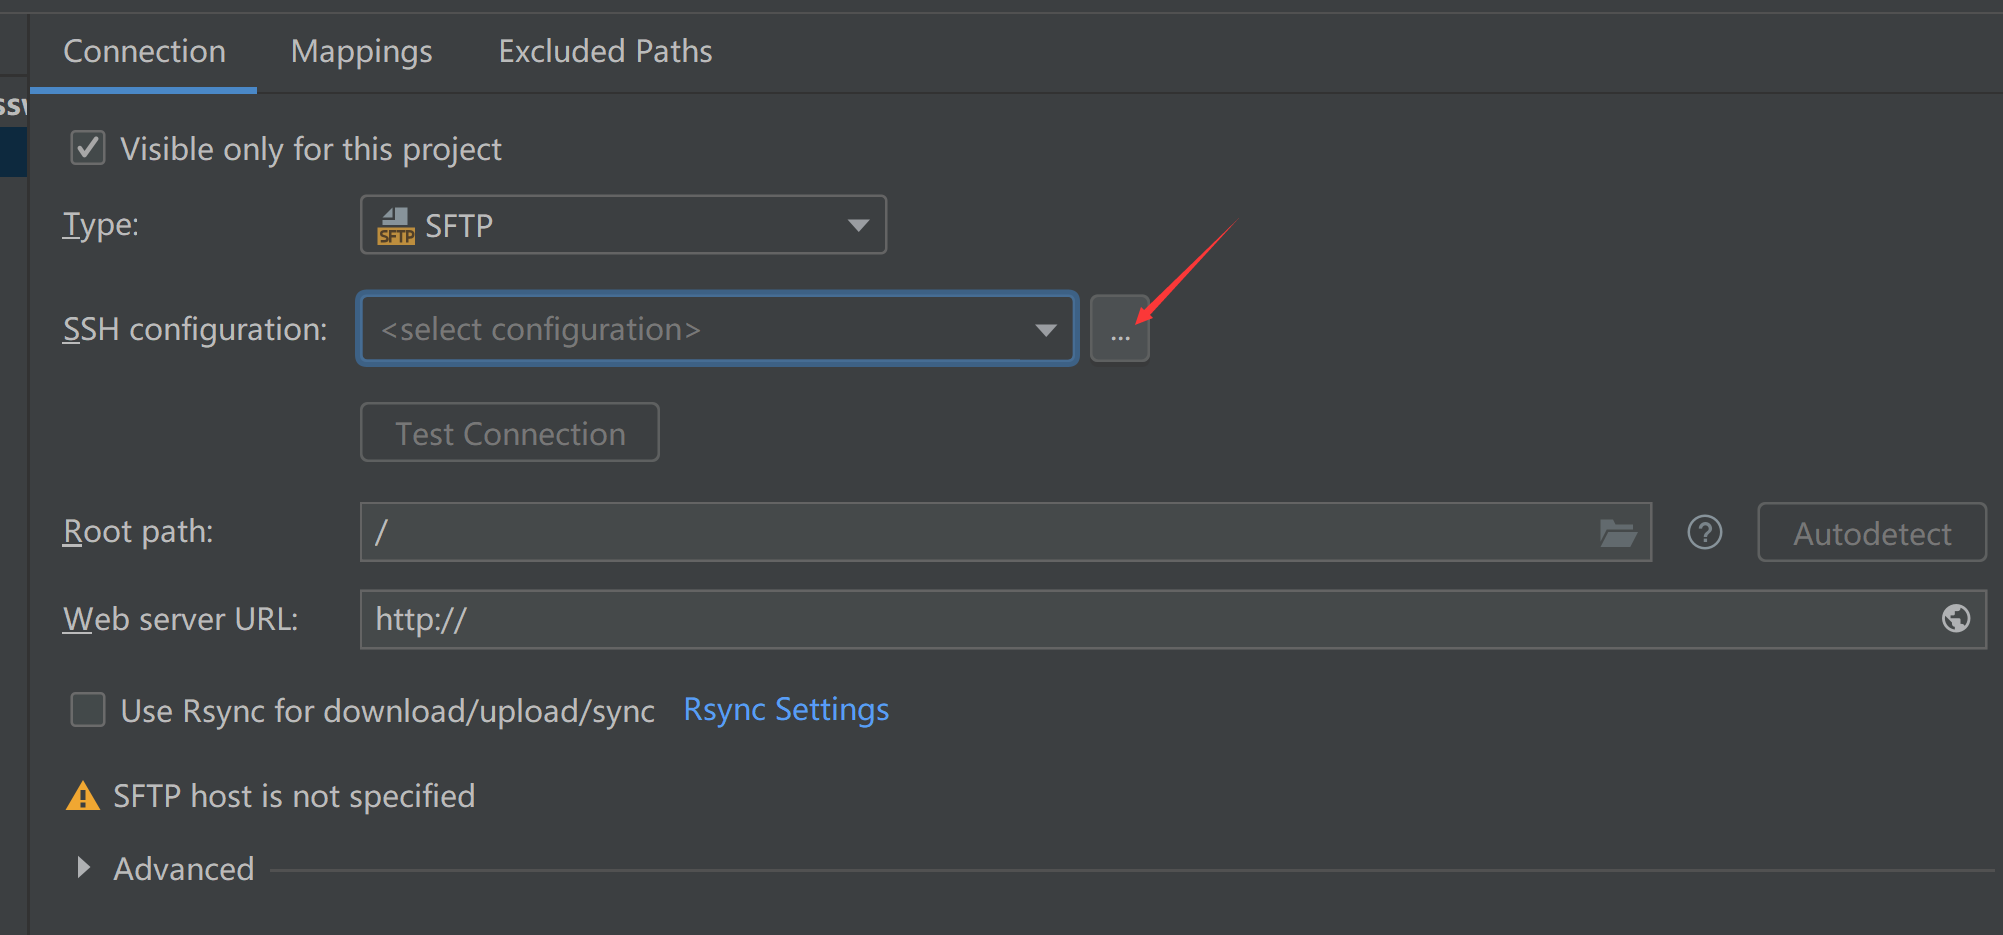 Connection Mappings Excluded Paths
Visible only for this project
Type: SFTP SFTP
SSH configuration: <select configuration> ...
Test Connection
Root path: / ? Autodetect
Web server URL: http://
Use Rsync for download/upload/sync Rsync Settings
SFTP host is not specified
Advanced